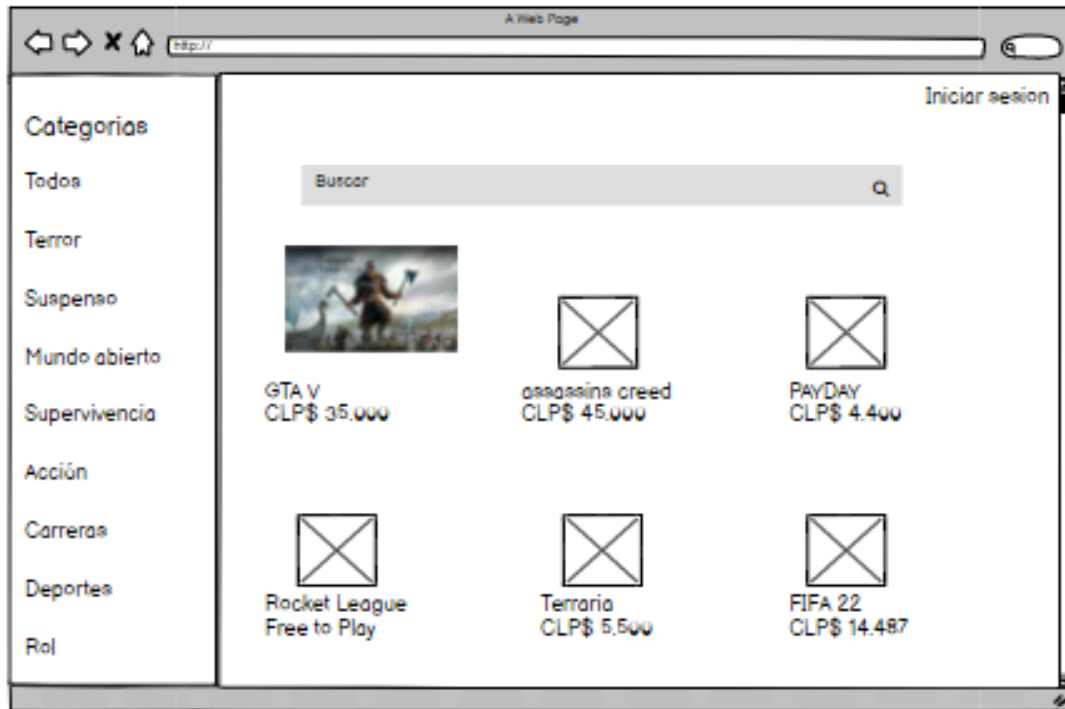 A Web Page
http://
Iniciar sesion
Categorias
Todos
Terror
Suspenso
Mundo abierto
Supervivencia
Acción
Carreras
Deportes
Rol
Buscar
GTA V
CLP$ 35.000
assassins creed
CLP$ 45.000
PAYDAY
CLP$ 4.400
Rocket League
Free to Play
Terraria
CLP$ 5,500
FIFA 22
CLP$ 14.487